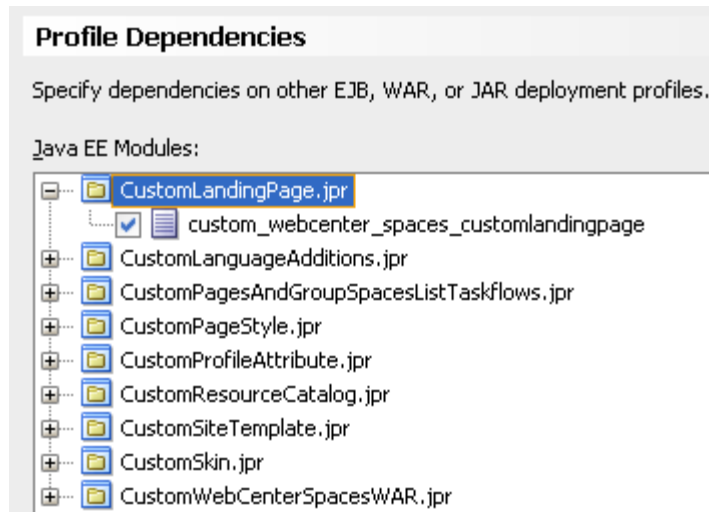 Profile Dependencies
Specify dependencies on other EJB, WAR, or JAR deployment profiles.
Java EE Modules:
CustomLandingPage.jpr
custom_webcenter_spaces_customlandingpage
CustomLanguageAdditions.jpr
CustomPagesAndGroupSpacesListTaskflows.jpr
CustomPageStyle.jpr
CustomProfileAttribute.jpr
CustomResourceCatalog.jpr
CustomSiteTemplate.jpr
CustomSkin.jpr
CustomWebCenterSpacesWAR.jpr